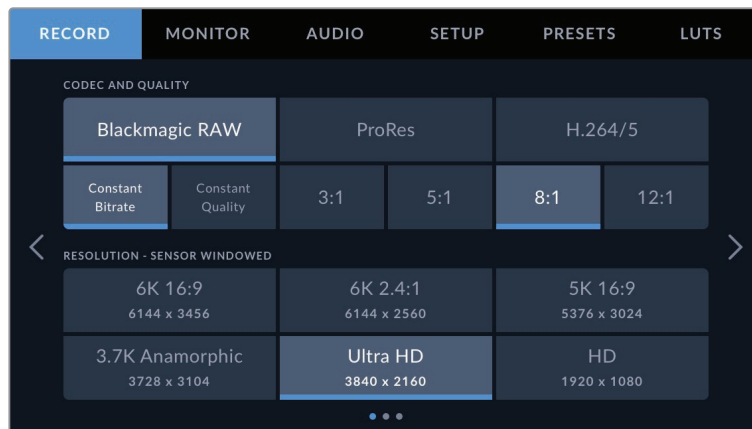 RECORD MONITOR AUDIO SETUP PRESETS LUTS
CODEC AND QUALITY
Blackmagic RAW ProRes H.264/5
Constant Bitrate Constant Quality 3:1 5:1 8:1 12:1
RESOLUTION - SENSOR WINDOWED
6K 16:9 6K 2.4:1 5K 16:9
6144 x 3456 6144 x 2560 5376 x 3024
3.7K Anamorphic Ultra HD HD
3728 x 3104 3840 x 2160 1920 x 1080